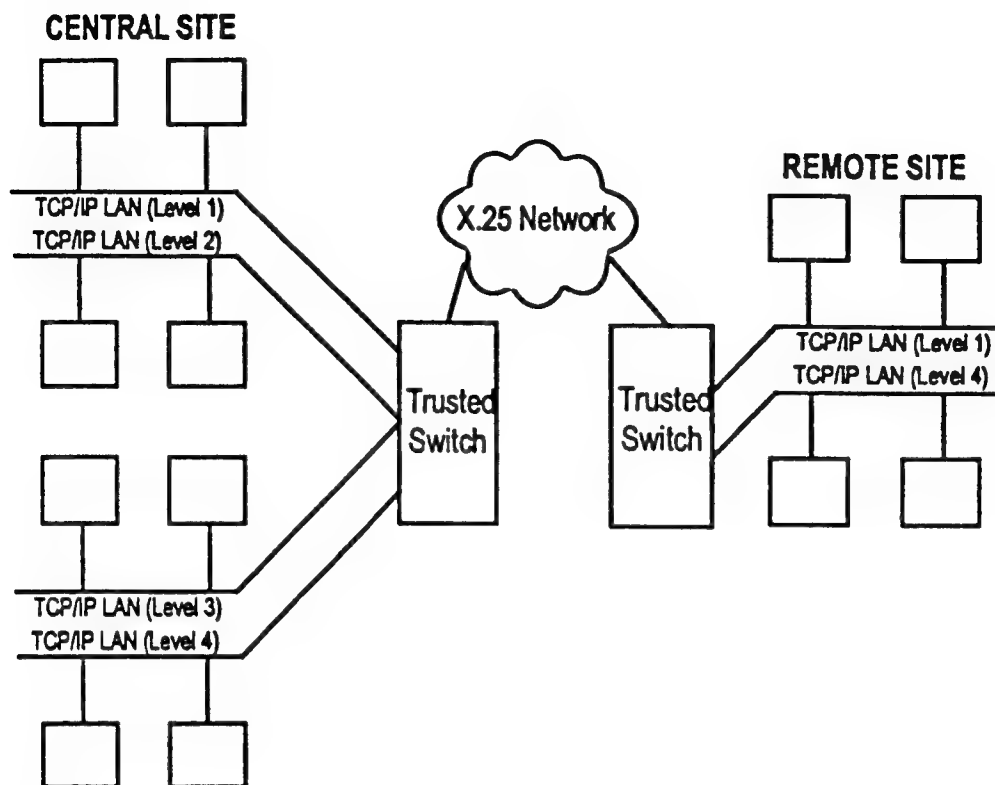 CENTRAL SITE
TCP/IP LAN (Level 1)
TCP/IP LAN (Level 2)
TCP/IP LAN (Level 3)
TCP/IP LAN (Level 4)
Trusted
Switch
X.25 Network
Trusted
Switch
REMOTE SITE
TCP/IP LAN (Level 1)
TCP/IP LAN (Level 4)